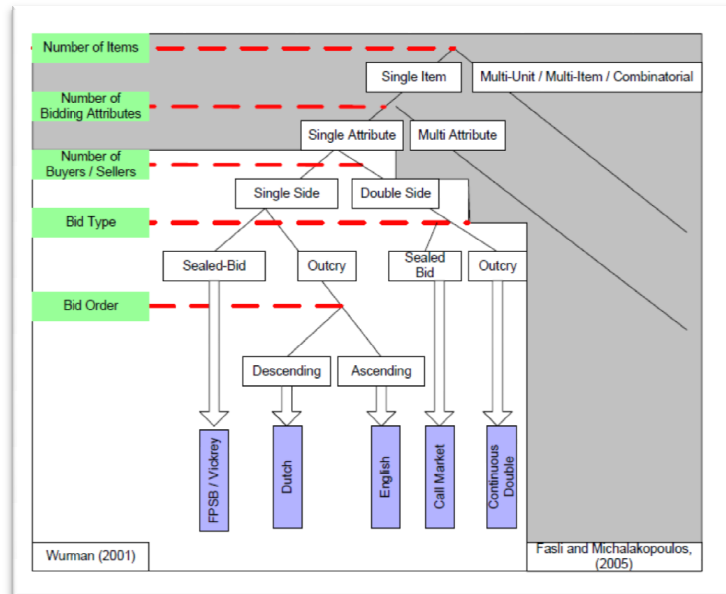 Number of Items
Single Item
Multi-Unit / Multi-Item / Combinatorial
Number of
Bidding Attributes
Single Attribute
Multi Attribute
Number of
Buyers / Sellers
Single Side
Double Side
Bid Type
Sealed-Bid
Outcry
Sealed
Bid
Outcry
Bid Order
Descending
Ascending
FPSB / Vickrey
Dutch
English
Call Market
Continuous
Double
Wurman (2001)
Fasli and Michalakopoulos,
(2005)